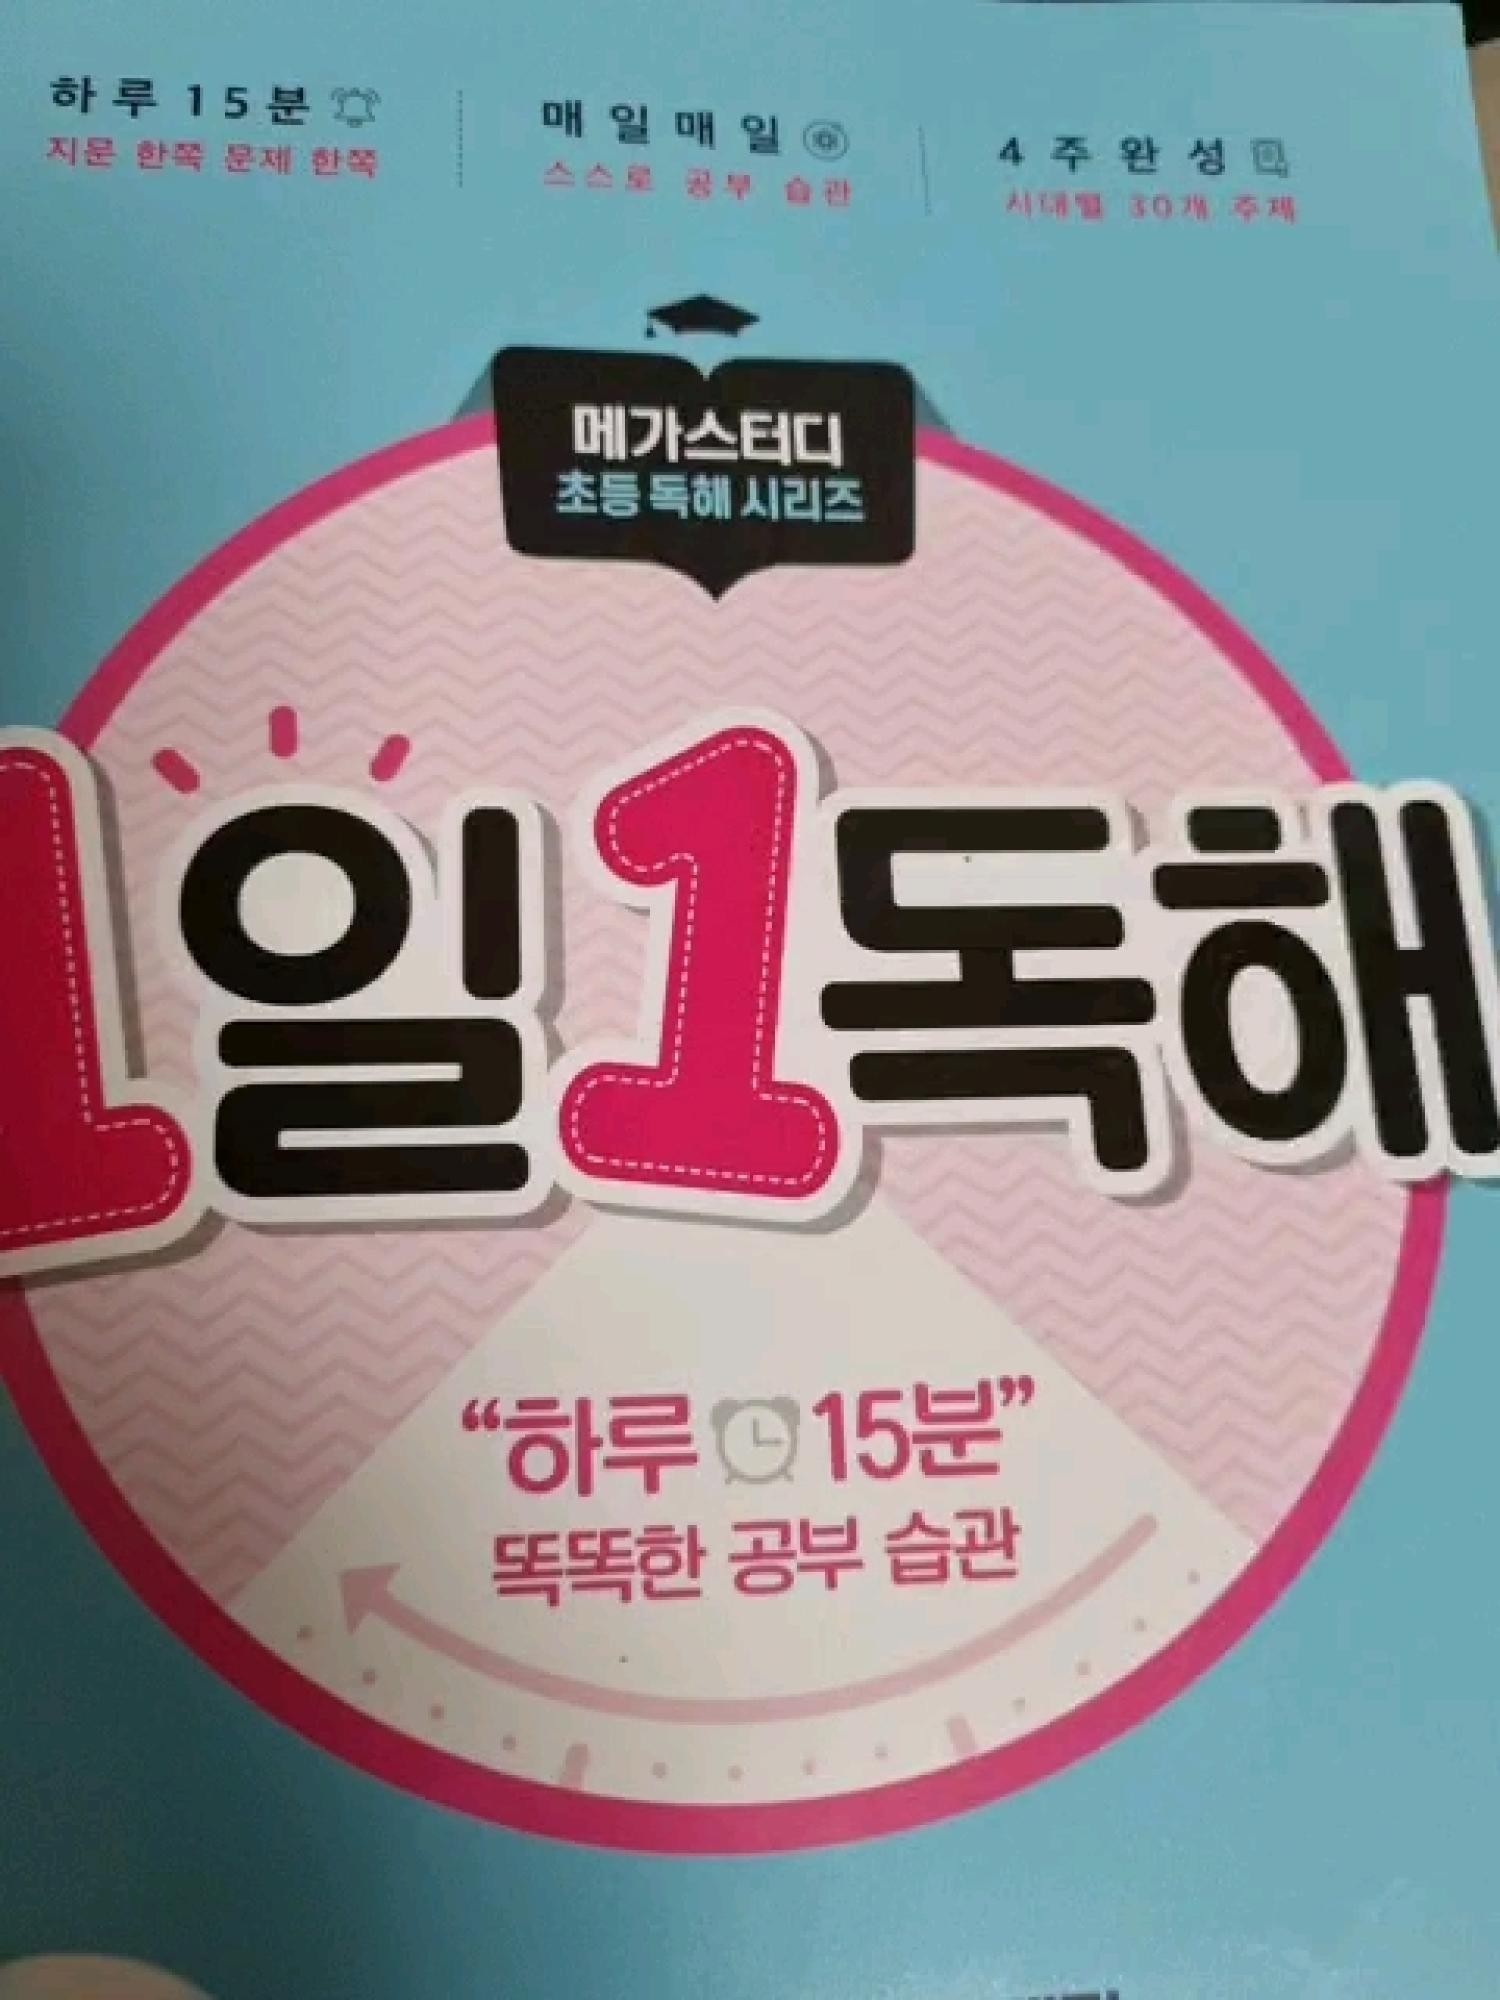 하루 15분
지문 한쪽 문제 한쪽
매일매일
스스로 공부 습관
4주완성
시대별 30개 주제
메가스터디
초등 독해 시리즈
1일1독해
“하루 15분”
똑똑한 공부 습관